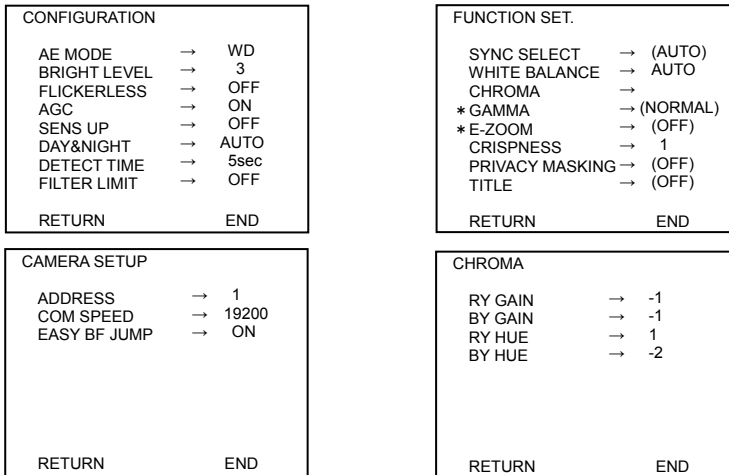 CONFIGURATION
AE MODE → WD
BRIGHT LEVEL → 3
FLICKERLESS → OFF
AGC → ON
SENS UP → OFF
DAY&NIGHT → AUTO
DETECT TIME → 5sec
FILTER LIMIT → OFF
RETURN END
FUNCTION SET.
SYNC SELECT → (AUTO)
WHITE BALANCE → AUTO
CHROMA →
*GAMMA → (NORMAL)
*E-ZOOM → (OFF)
CRISPNESS → 1
PRIVACY MASKING → (OFF)
TITLE → (OFF)
RETURN END
CAMERA SETUP
ADDRESS → 1
COM SPEED → 19200
EASY BF JUMP → ON
RETURN END
CHROMA
RY GAIN → -1
BY GAIN → -1
RY HUE → 1
BY HUE → -2
RETURN END